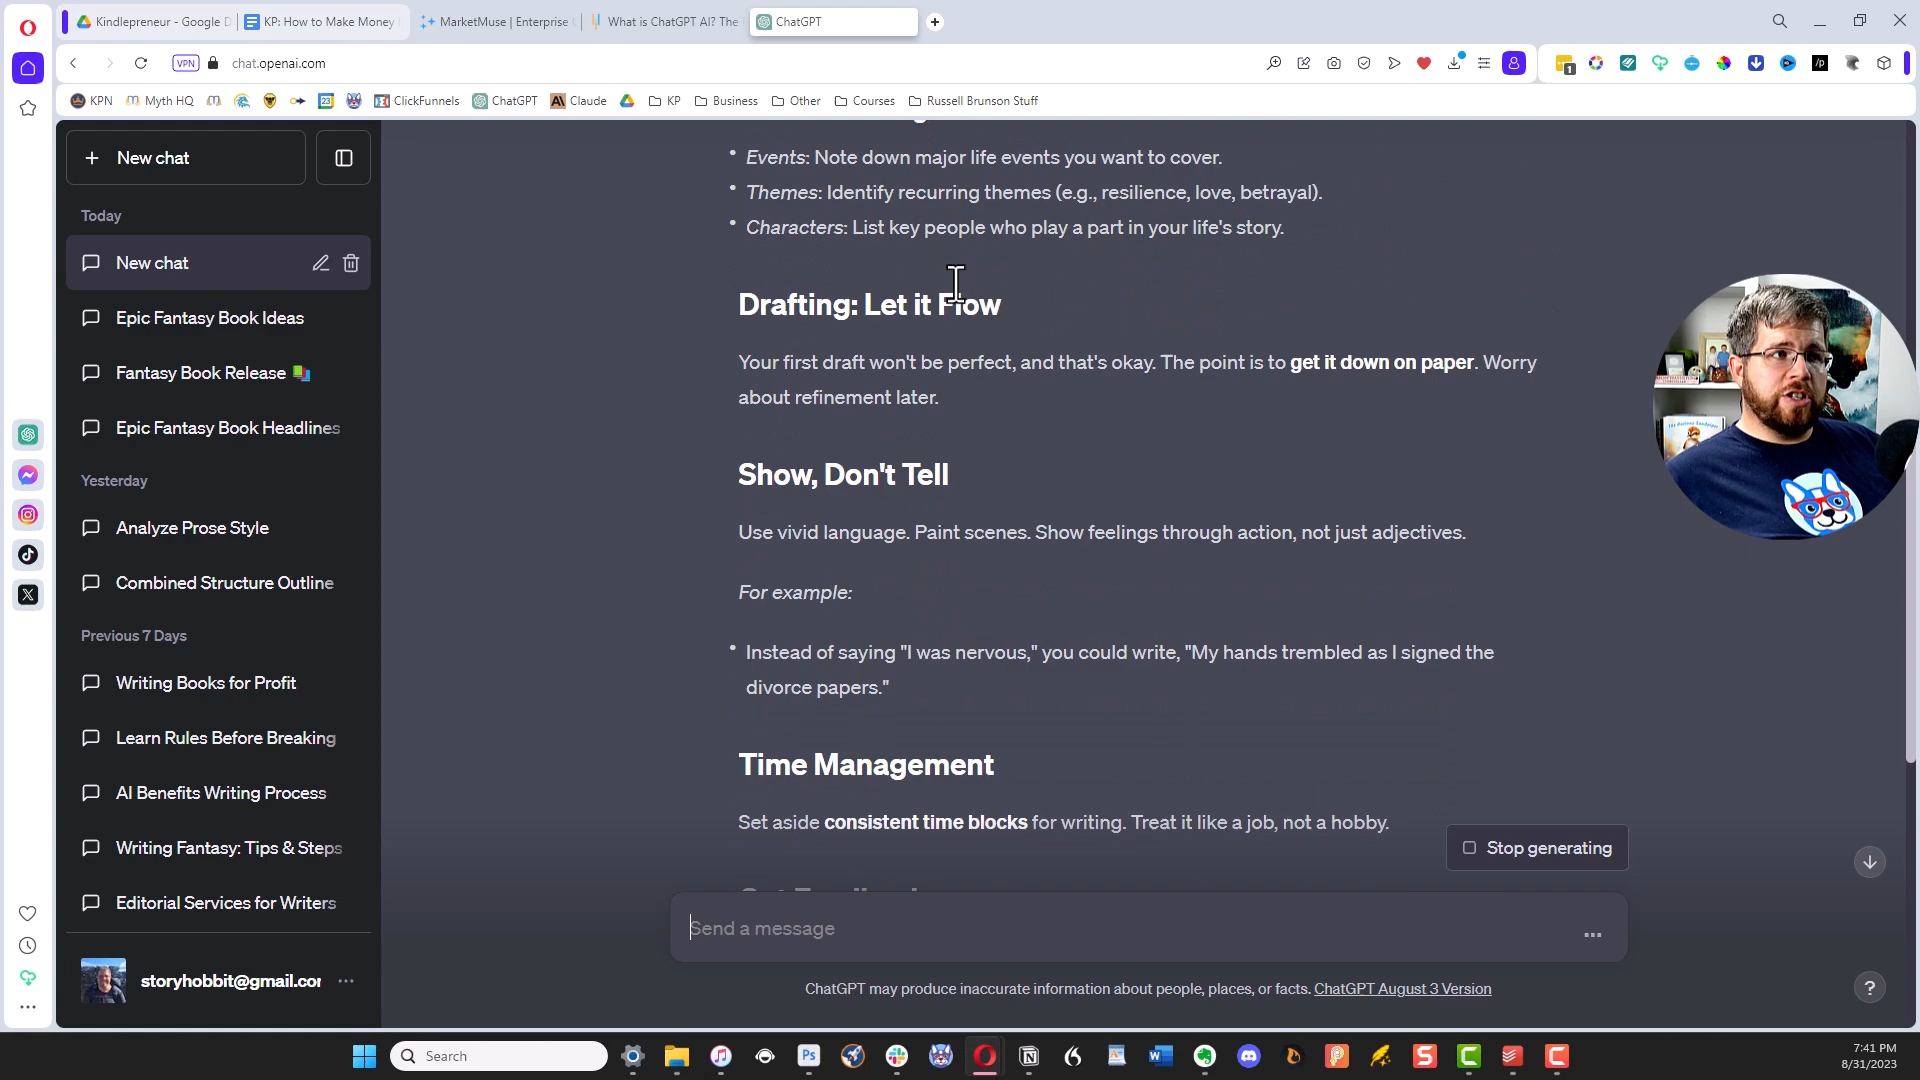 Kindlepreneur - Google D
KP: How to Make Money
MarketMuse | Enterprise
What is ChatGPT AI? The
ChatGPT
VPN
chat.openai.com
1
/p
KPN
Myth HQ
23
ClickFunnels
ChatGPT
Claude
KP
Business
Other
Courses
Russell Brunson Stuff
New chat
Today
New chat
Epic Fantasy Book Ideas
Fantasy Book Release
Epic Fantasy Book Headlines
Yesterday
Analyze Prose Style
Combined Structure Outline
Previous 7 Days
Writing Books for Profit
Learn Rules Before Breaking
AI Benefits Writing Process
Writing Fantasy: Tips & Steps
Editorial Services for Writers
storyhobbit@gmail.cor
• Events: Note down major life events you want to cover.
• Themes: Identify recurring themes (e.g., resilience, love, betrayal).
• Characters: List key people who play a part in your life's story.
Drafting: Let it Flow
Your first draft won't be perfect, and that's okay. The point is to get it down on paper. Worry
about refinement later.
Show, Don't Tell
Use vivid language. Paint scenes. Show feelings through action, not just adjectives.
For example:
• Instead of saying "I was nervous," you could write, "My hands trembled as I signed the
divorce papers."
Time Management
Set aside consistent time blocks for writing. Treat it like a job, not a hobby.
Stop generating
Send a message
ChatGPT may produce inaccurate information about people, places, or facts. ChatGPT August 3 Version
?
Search
Ps
7:41 PM
8/31/2023